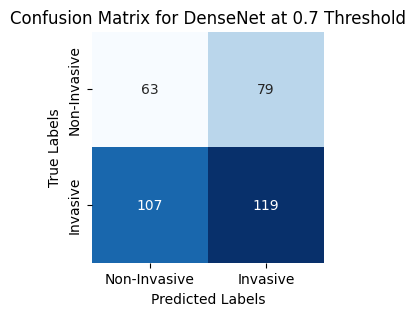 Confusion Matrix for DenseNet at 0.7 Threshold
True Labels
Non-Invasive
63
79
Invasive
107
119
Non-Invasive
Invasive
Predicted Labels